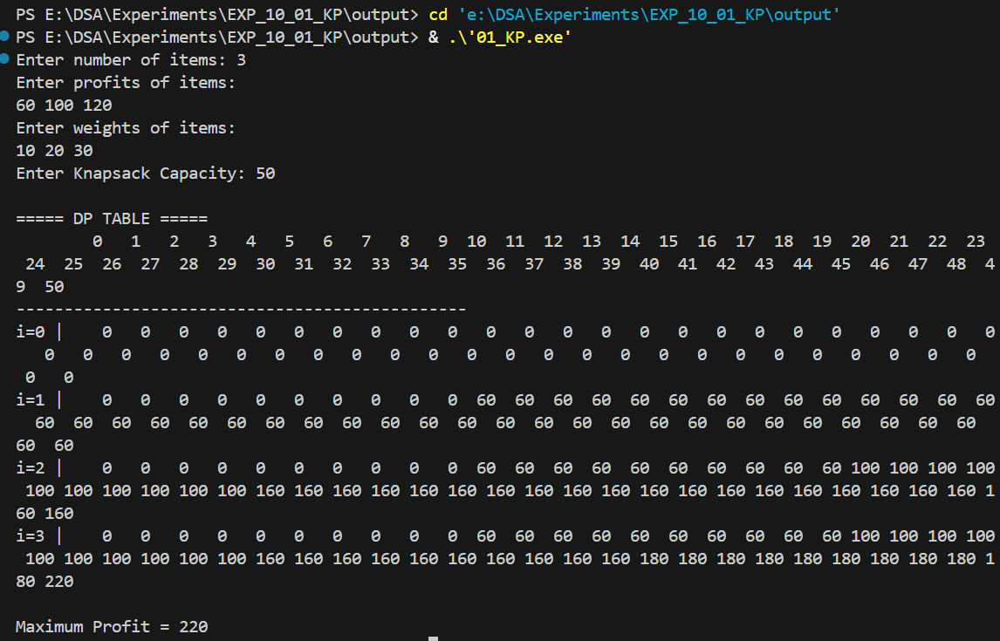 PS E:\DSA\Experiments\EXP_10_01_KP\output> cd 'e:\DSA\Experiments\EXP_10_01_KP\output'
PS E:\DSA\Experiments\EXP_10_01_KP\output> & .\'01_KP.exe'
Enter number of items: 3
Enter profits of items:
60 100 120
Enter weights of items:
10 20 30
Enter Knapsack Capacity: 50
===== DP TABLE =====
0 1 2 3 4 5 6 7 8 9 10 11 12 13 14 15 16 17 18 19 20 21 22 23
24 25 26 27 28 29 30 31 32 33 34 35 36 37 38 39 40 41 42 43 44 45 46 47 48 4
9 50
-----------------------------------------------
i=0 | 0 0 0 0 0 0 0 0 0 0 0 0 0 0 0 0 0 0 0 0 0 0 0 0
0 0 0 0 0 0 0 0 0 0 0 0 0 0 0 0 0 0 0 0 0 0 0 0 0
0 0
i=1 | 0 0 0 0 0 0 0 0 0 0 60 60 60 60 60 60 60 60 60 60 60 60 60 60
60 60 60 60 60 60 60 60 60 60 60 60 60 60 60 60 60 60 60 60 60 60 60 60 60
60 60
i=2 | 0 0 0 0 0 0 0 0 0 0 60 60 60 60 60 60 60 60 60 60 100 100 100 100
100 100 100 100 100 100 160 160 160 160 160 160 160 160 160 160 160 160 160 160 160 160 160 160 160 1
60 160
i=3 | 0 0 0 0 0 0 0 0 0 0 60 60 60 60 60 60 60 60 60 60 100 100 100 100
100 100 100 100 100 100 160 160 160 160 160 160 160 160 160 160 180 180 180 180 180 180 180 180 180 1
80 220
Maximum Profit = 220